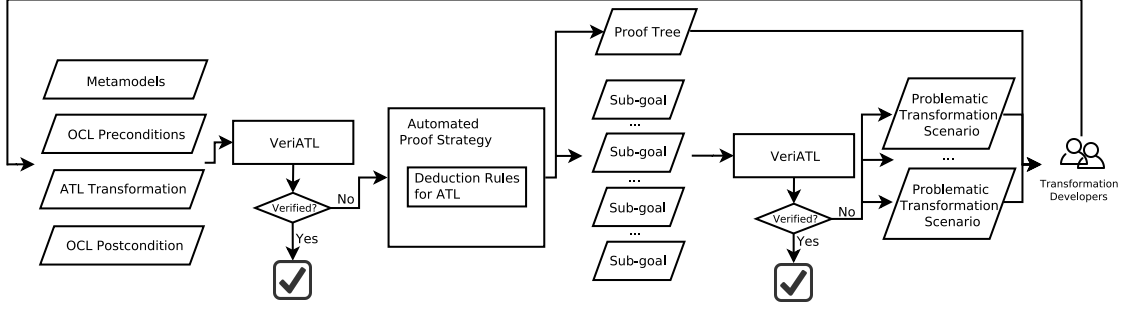 Metamodels
OCL Preconditions
ATL Transformation
OCL Postcondition
VeriATL
Verified?
No
Yes
Automated
Proof Strategy
Deduction Rules
for ATL
Proof Tree
Sub-goal
...
Sub-goal
...
Sub-goal
...
Sub-goal
VeriATL
Verified?
No
Yes
Problematic
Transformation
Scenario
...
Problematic
Transformation
Scenario
Transformation
Developers